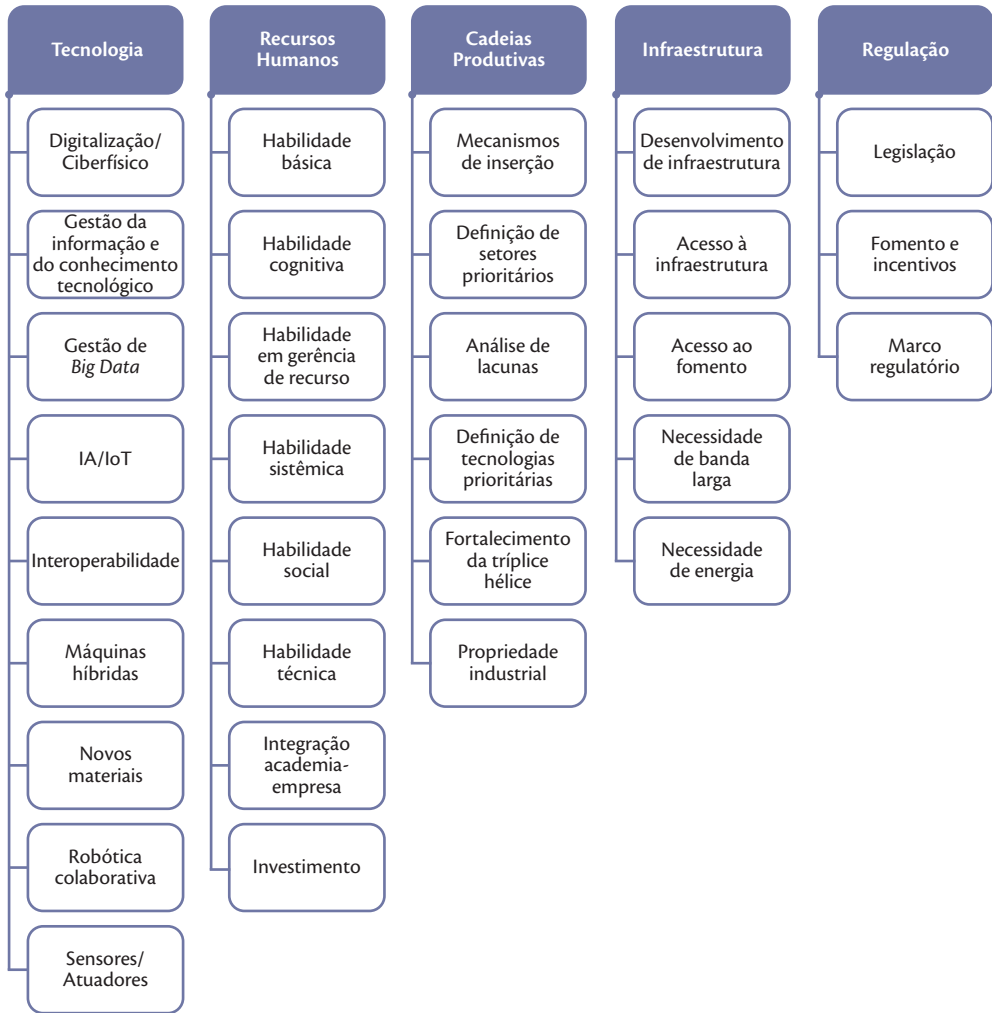 Tecnologia
Digitalização/
Ciberfísico
Gestão da
informação e
do conhecimento
tecnológico
Gestão de
Big Data
IA/IoT
Interoperabilidade
Máquinas
híbridas
Novos
materiais
Robótica
colaborativa
Sensores/
Atuadores
Recursos
Humanos
Habilidade
básica
Habilidade
cognitiva
Habilidade
em gerência
de recurso
Habilidade
sistêmica
Habilidade
social
Habilidade
técnica
Integração
academia-
empresa
Investimento
Cadeias
Produtivas
Mecanismos
de inserção
Definição de
setores
prioritários
Análise de
lacunas
Definição de
tecnologias
prioritárias
Fortalecimento
da tríplice
hélice
Propriedade
industrial
Infraestrutura
Desenvolvimento
de infraestrutura
Acesso à
infraestrutura
Acesso ao
fomento
Necessidade
de banda
larga
Necessidade
de energia
Regulação
Legislação
Fomento e
incentivos
Marco
regulatório